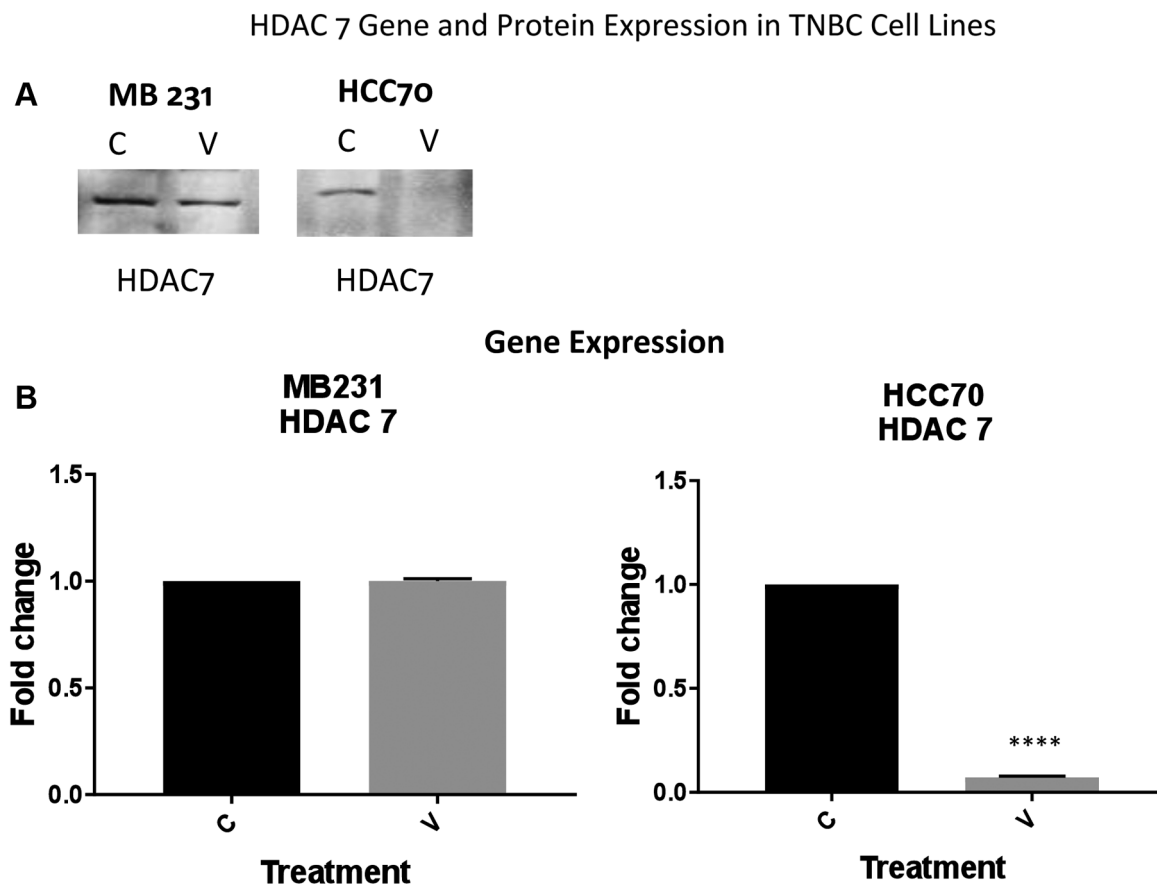 HDAC 7 Gene and Protein Expression in TNBC Cell Lines
A
MB 231
HCC70
C
V
C
V
HDAC7
HDAC7
Gene Expression
B
MB231
HDAC 7
1.5
1.0
0.5
0.0
Fold change
C
V
Treatment
HCC70
HDAC 7
1.5
1.0
0.5
0.0
Fold change
****
C
V
Treatment